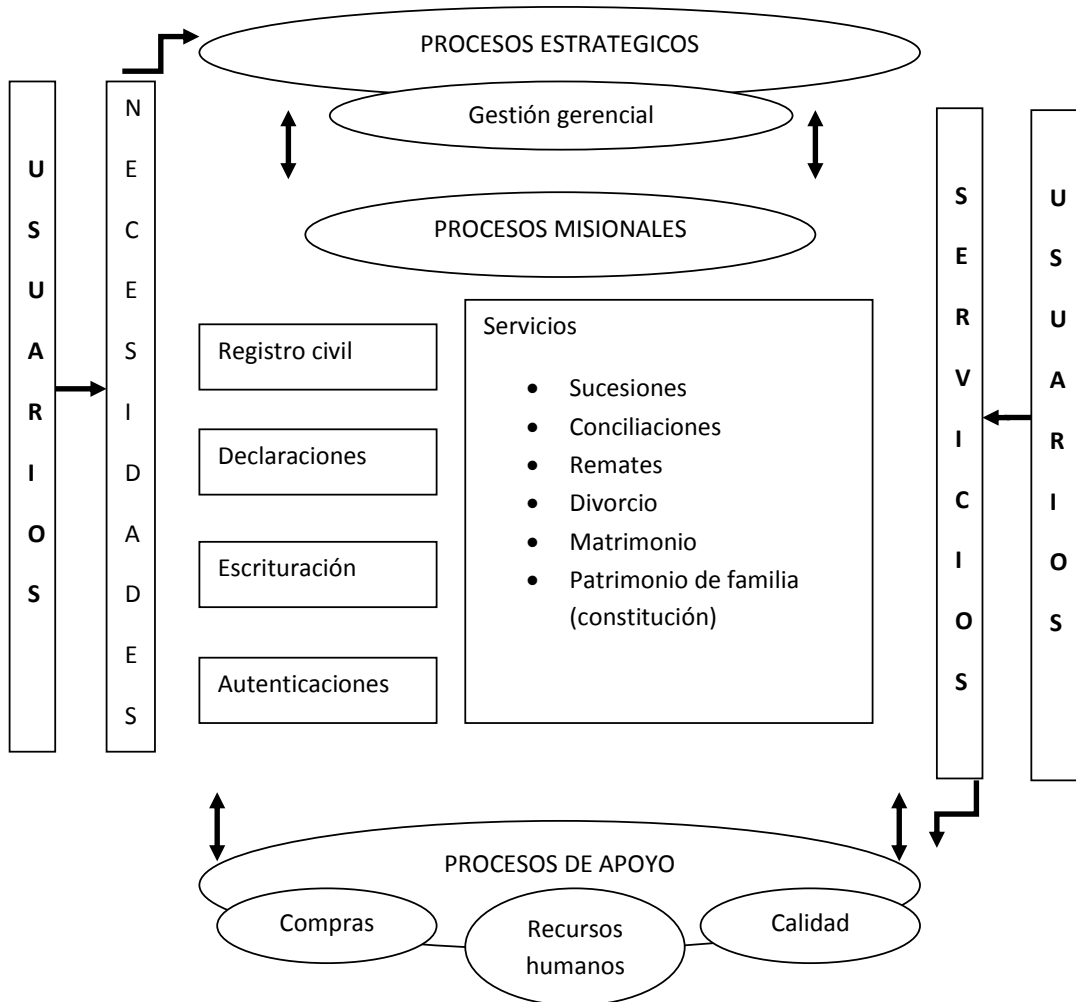 PROCESOS ESTRATEGICOS
Gestión gerencial
USUARIOS
NECESIDADES
PROCESOS MISIONALES
Registro civil
Declaraciones
Escrituración
Autenticaciones
Servicios
• Sucesiones
• Conciliaciones
• Remates
• Divorcio
• Matrimonio
• Patrimonio de familia
(constitución)
SERVICIOS
USUARIOS
PROCESOS DE APOYO
Compras
Recursos
humanos
Calidad